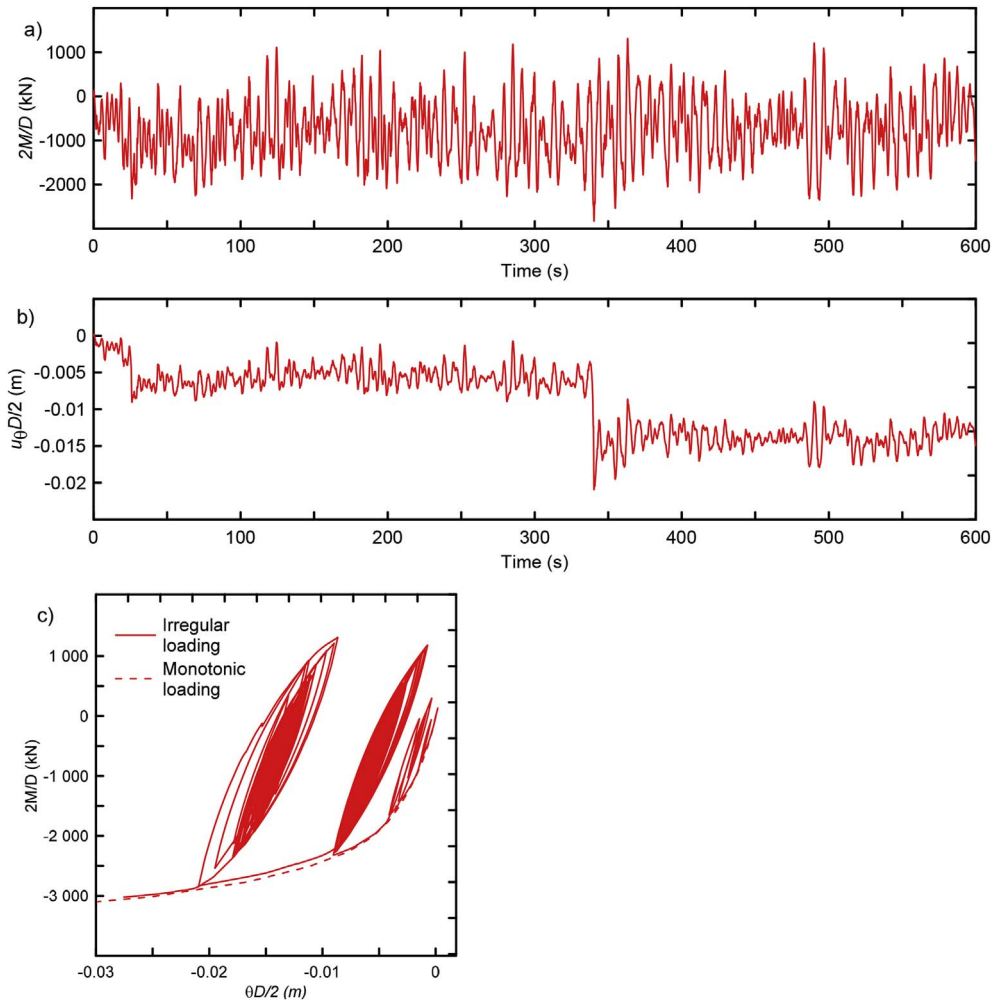 a)
2M/D (kN)
1000
0
-1000
-2000
0 100 200 300 400 500 600
Time (s)
b)
uθD/2 (m)
0
-0.005
-0.01
-0.015
-0.02
0 100 200 300 400 500 600
Time (s)
c)
Irregular
loading
Monotonic
loading
2M/D (kN)
1 000
0
-1 000
-2 000
-3 000
-0.03 -0.02 -0.01 0
θD/2 (m)